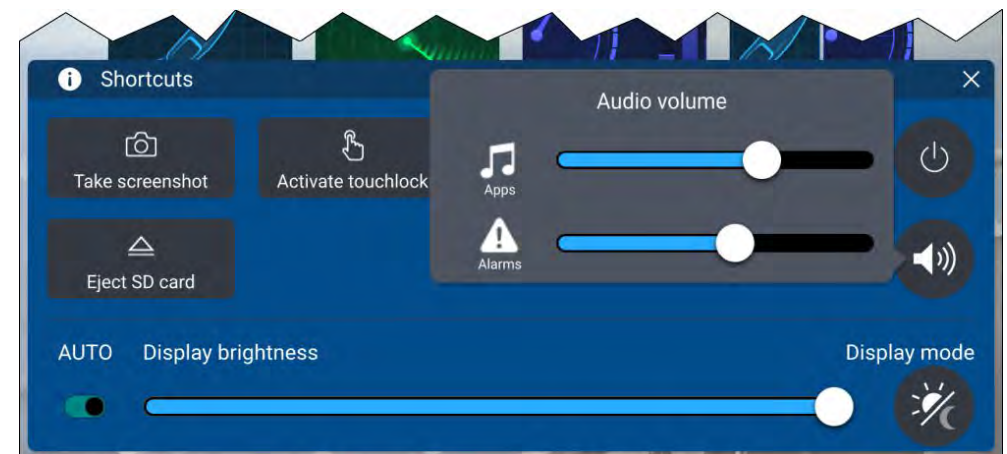 Shortcuts
Audio volume
Take screenshot
Activate touchlock
Apps
Eject SD card
Alarms
AUTO
Display brightness
Display mode